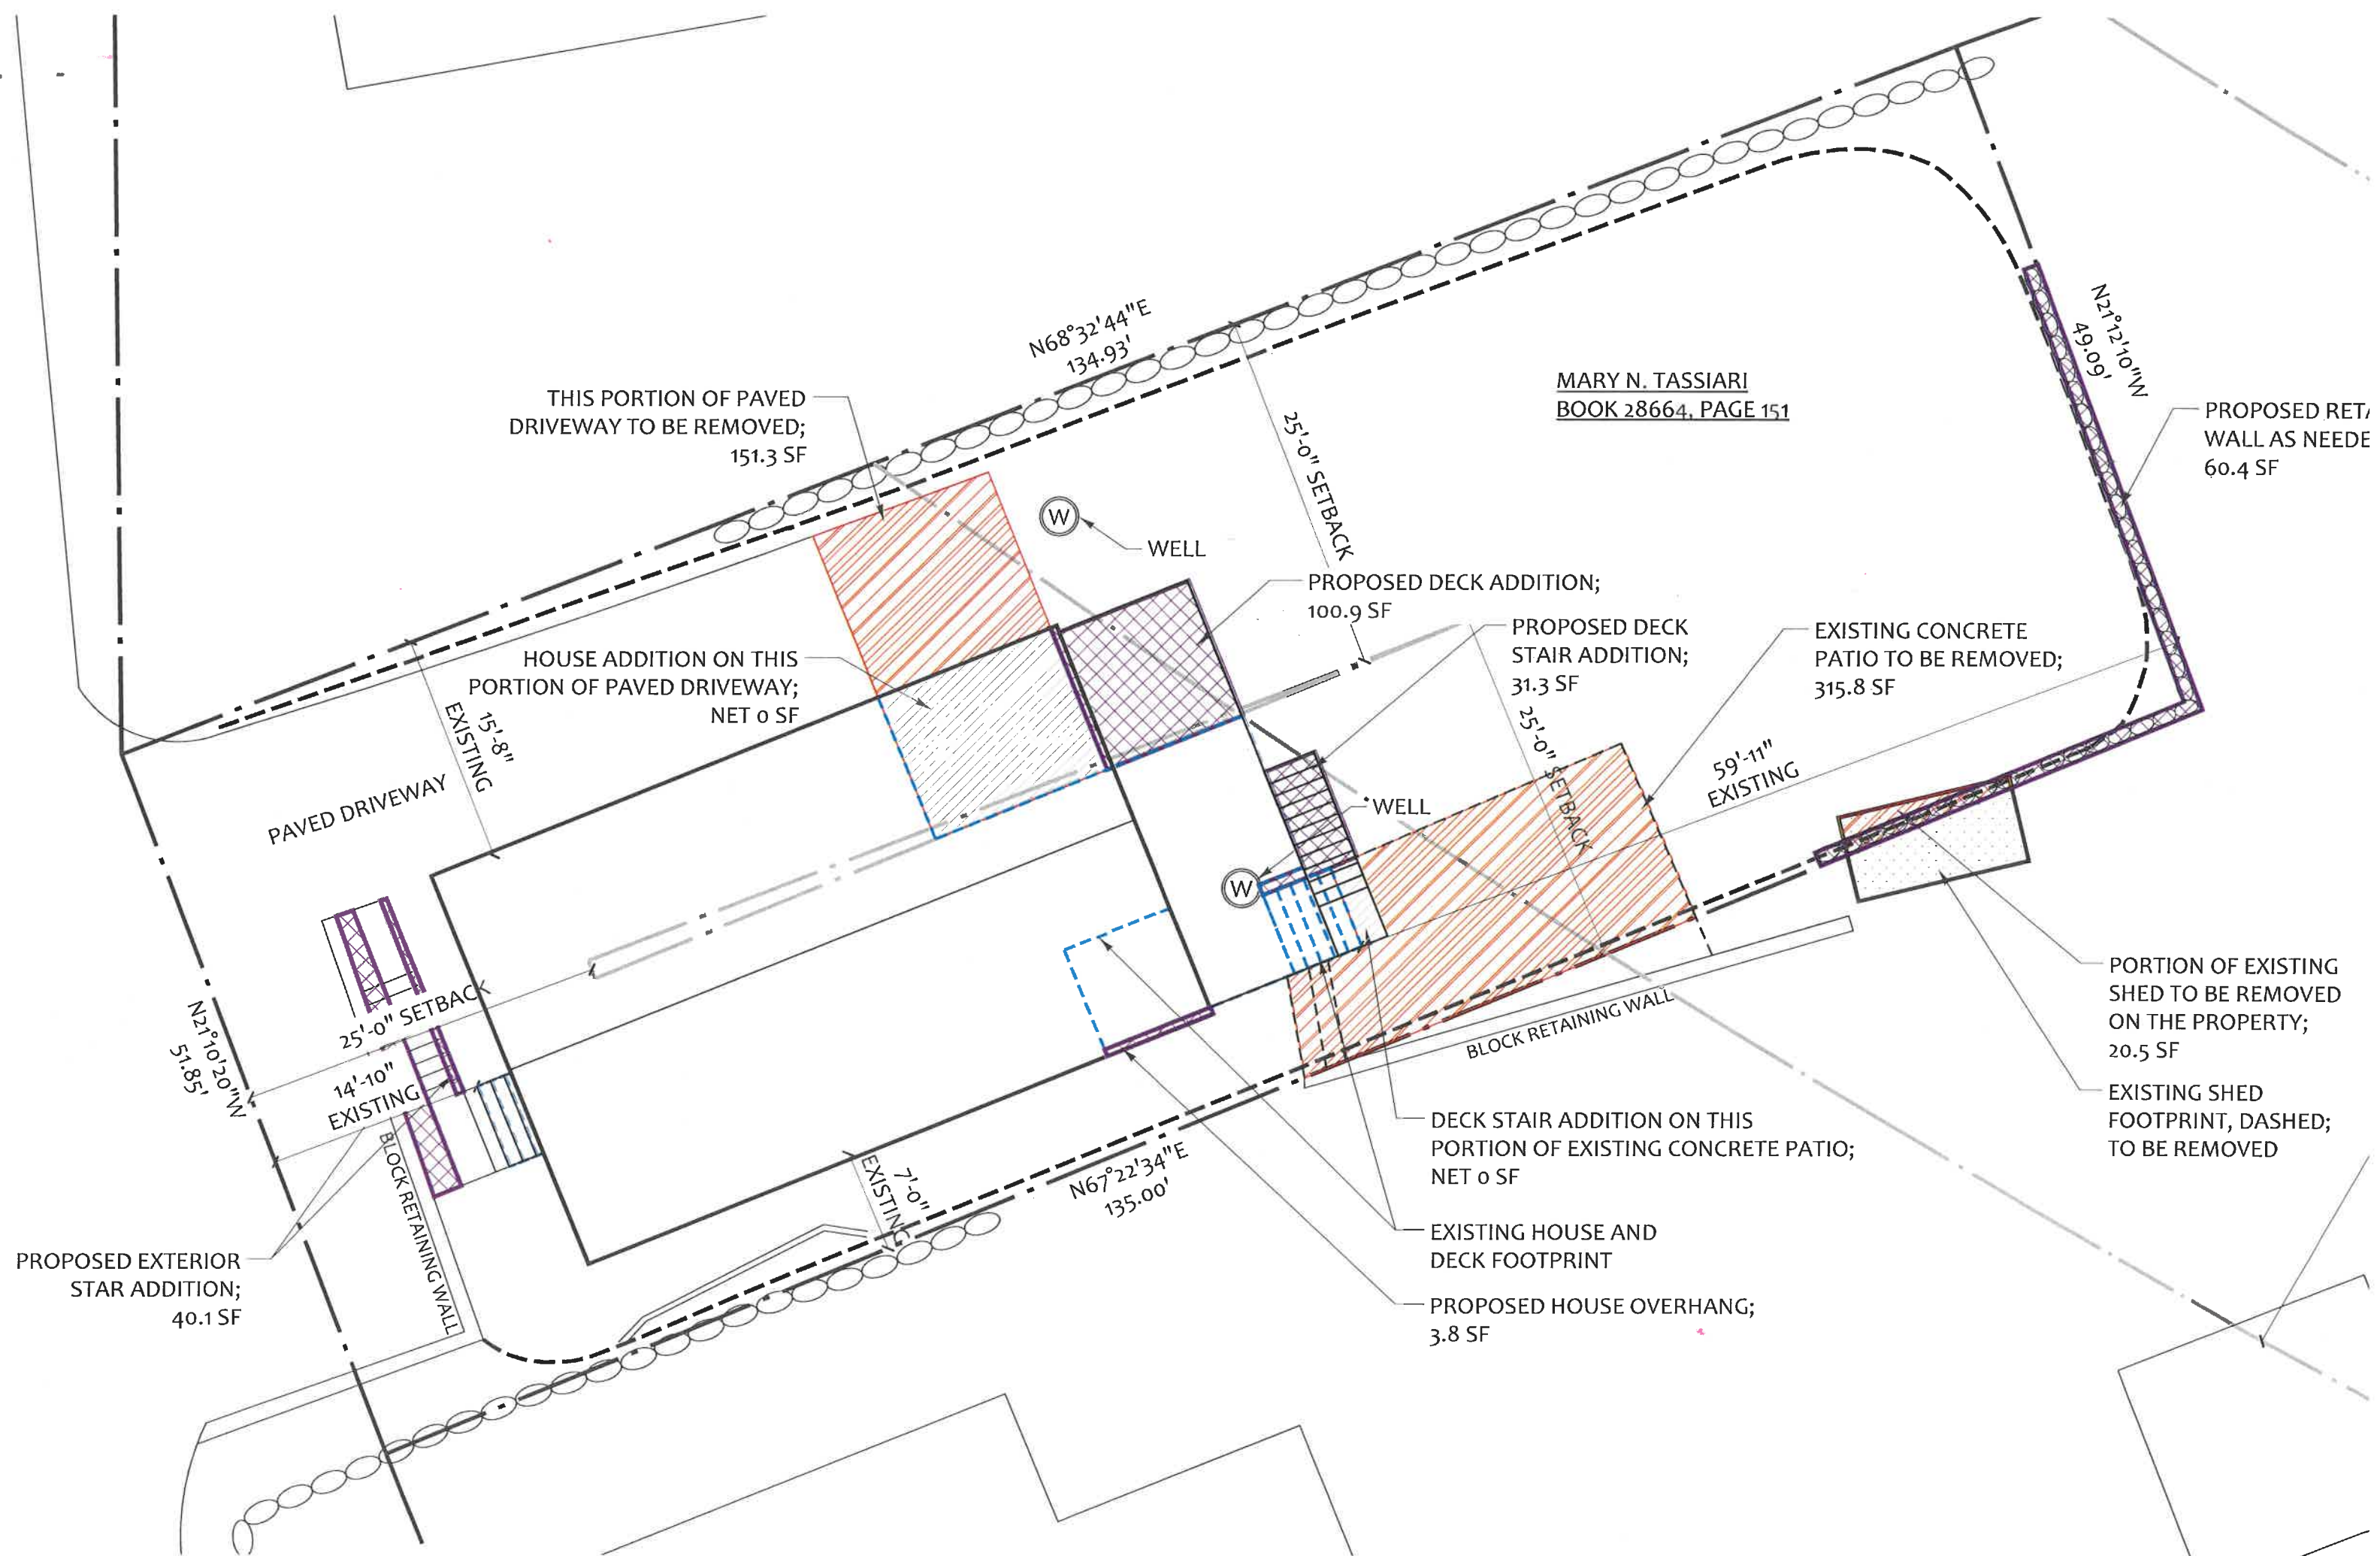 N68°32'44"E
134.93'
THIS PORTION OF PAVED
DRIVEWAY TO BE REMOVED;
151.3 SF
MARY N. TASSIARI
BOOK 28664, PAGE 151
N21°12'10"W
49.09'
PROPOSED RETA
WALL AS NEEDE
60.4 SF
25'-0" SETBACK
W
WELL
PROPOSED DECK ADDITION;
100.9 SF
PROPOSED DECK
STAIR ADDITION;
31.3 SF
EXISTING CONCRETE
PATIO TO BE REMOVED;
315.8 SF
HOUSE ADDITION ON THIS
PORTION OF PAVED DRIVEWAY;
NET 0 SF
15'-8"
EXISTING
25'-0" SETBACK
59'-11"
EXISTING
PAVED DRIVEWAY
WELL
W
PORTION OF EXISTING
SHED TO BE REMOVED
ON THE PROPERTY;
20.5 SF
EXISTING SHED
FOOTPRINT, DASHED;
TO BE REMOVED
BLOCK RETAINING WALL
N21°10'20"W
51.85'
25'-0" SETBACK
14'-10"
EXISTING
BLOCK RETAINING WALL
7'-0"
EXISTING
N67°22'34"E
135.00'
DECK STAIR ADDITION ON THIS
PORTION OF EXISTING CONCRETE PATIO;
NET 0 SF
EXISTING HOUSE AND
DECK FOOTPRINT
PROPOSED HOUSE OVERHANG;
3.8 SF
PROPOSED EXTERIOR
STAR ADDITION;
40.1 SF